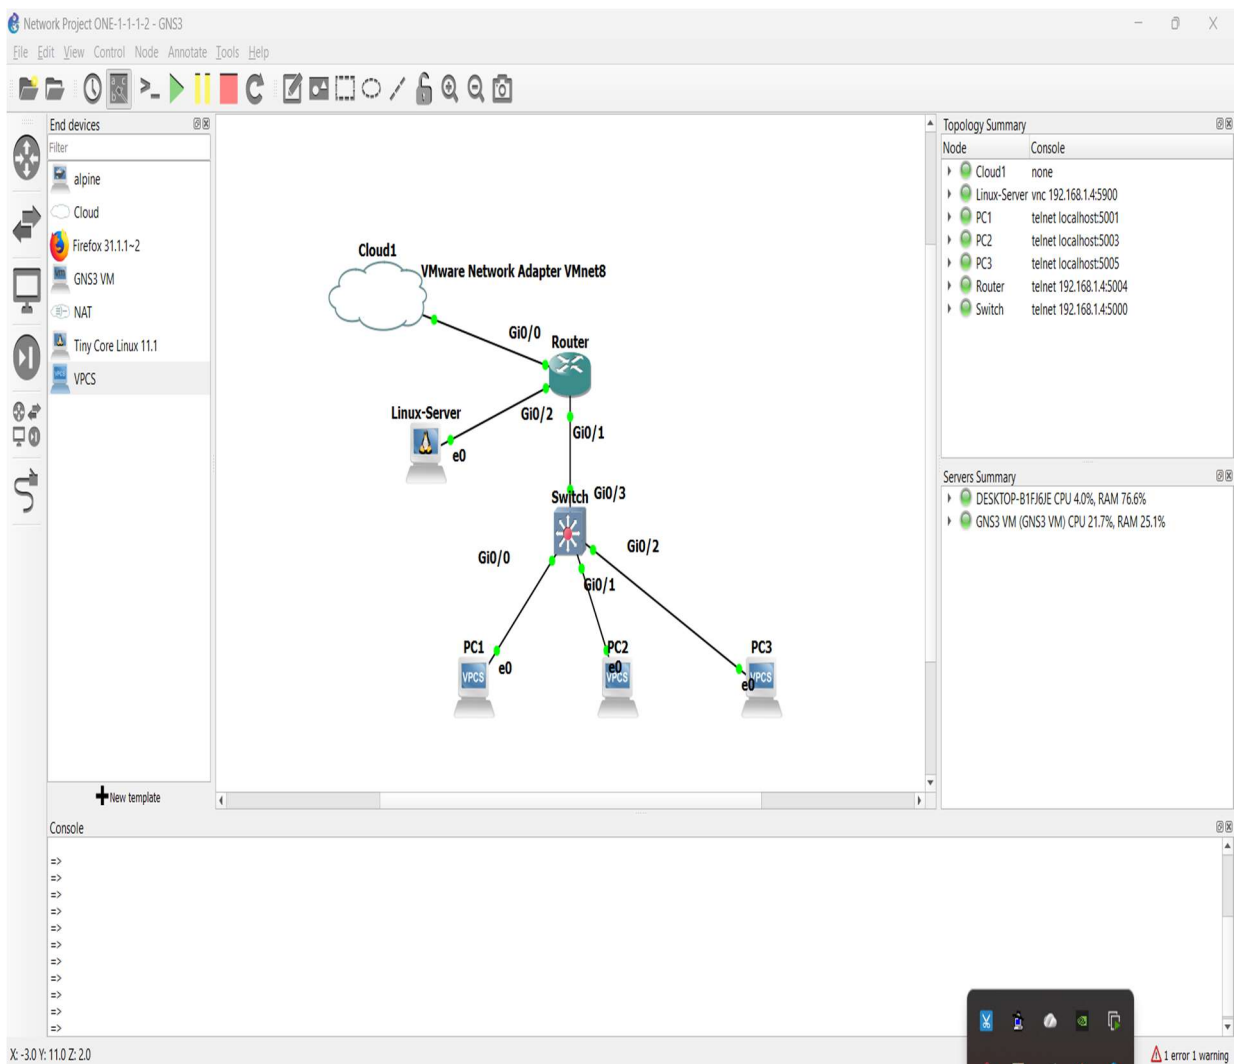 Network Project ONE-1-1-1-2 - GNS3
File Edit View Control Node Annotate Tools Help
End devices
Filter
alpine
Cloud
Firefox 31.1.1~2
GNS3 VM
NAT
Tiny Core Linux 11.1
VPCS
New template
Cloud1
VMware Network Adapter VMnet8
Gi0/0
Router
Linux-Server
Gi0/2
e0
Gi0/1
Switch
Gi0/3
Gi0/0
Gi0/2
Gi0/1
PC1
e0
VPCS
PC2
e0
VPCS
PC3
e0
VPCS
Topology Summary
Node Console
Cloud1 none
Linux-Server vnc 192.168.1.4:5900
PC1 telnet localhost:5001
PC2 telnet localhost:5003
PC3 telnet localhost:5005
Router telnet 192.168.1.4:5004
Switch telnet 192.168.1.4:5000
Servers Summary
DESKTOP-B1FJ6JE CPU 4.0%, RAM 76.6%
GNS3 VM (GNS3 VM) CPU 21.7%, RAM 25.1%
Console
=>
=>
=>
=>
=>
=>
=>
=>
=>
=>
=>
X: -3.0 Y: 11.0 Z: 2.0
1 error 1 warning